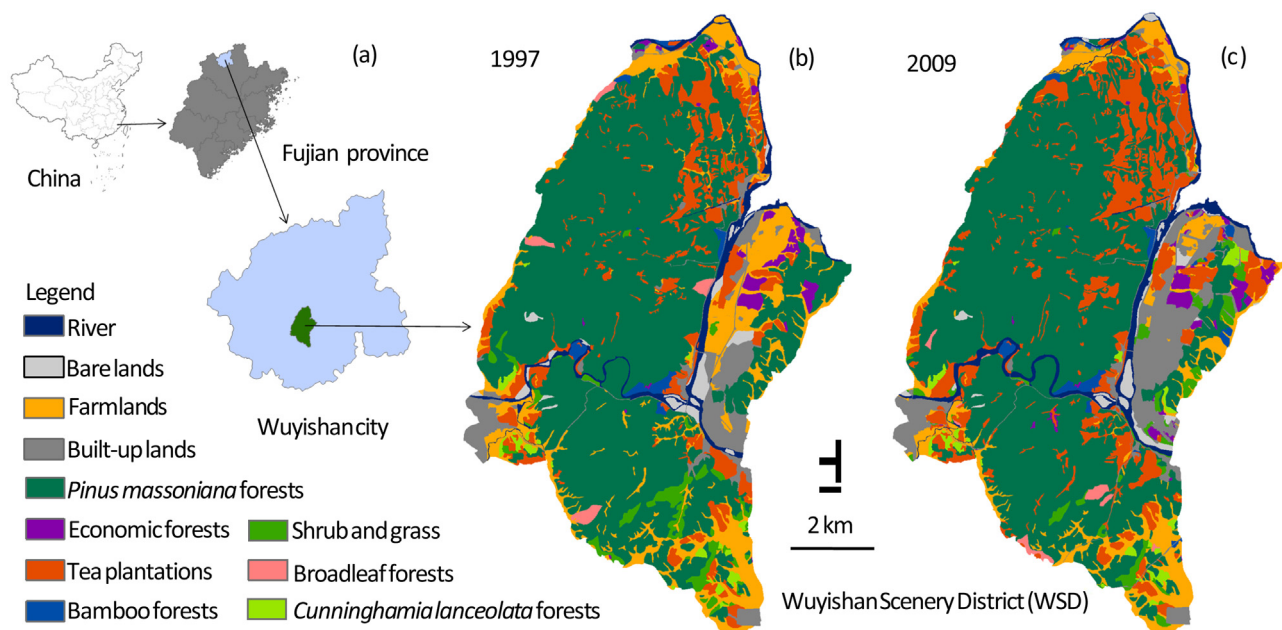 (a)
1997
(b)
2009
(c)
China
Fujian province
Wuyishan city
Legend
River
Bare lands
Farmlands
Built-up lands
Pinus massoniana forests
Economic forests
Tea plantations
Bamboo forests
Shrub and grass
Broadleaf forests
Cunninghamia lanceolata forests
2 km
Wuyishan Scenery District (WSD)